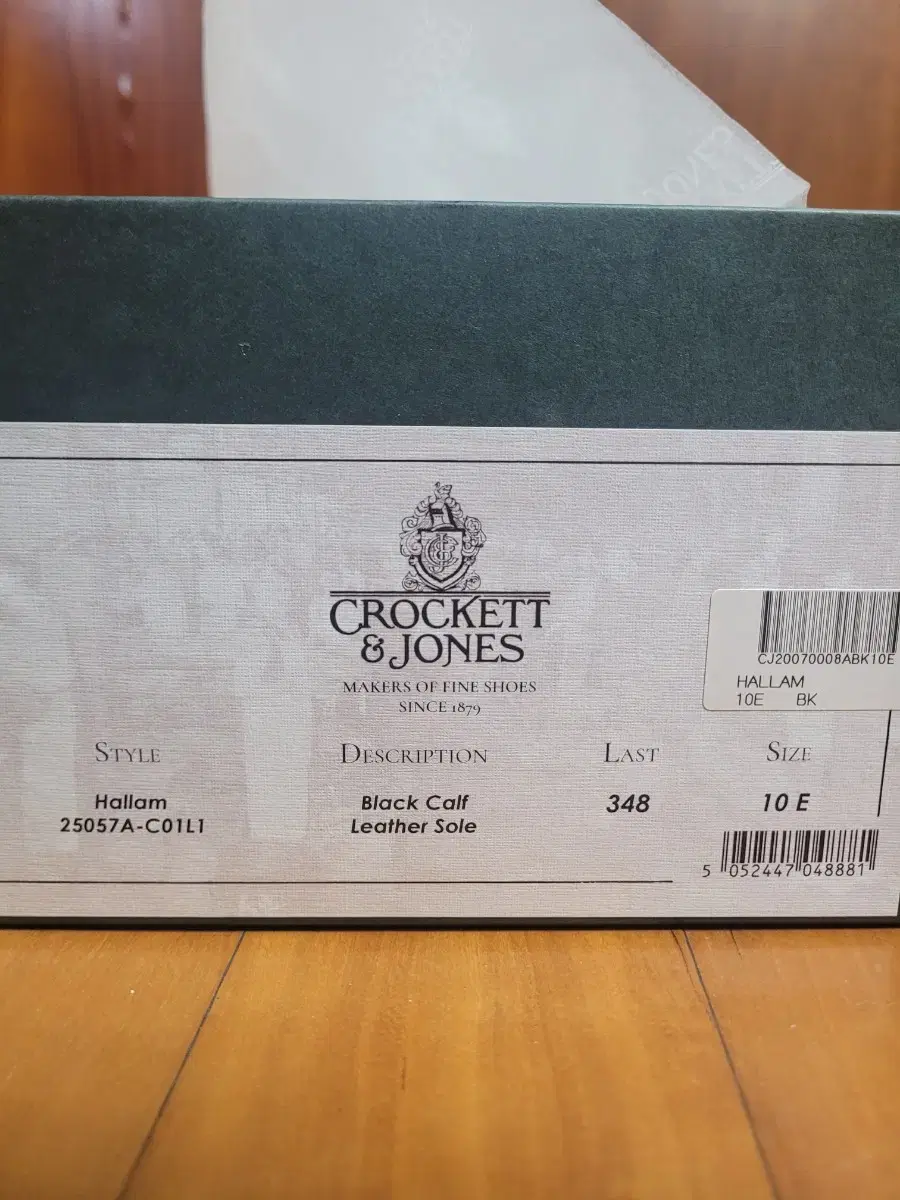 CROCKETT
& JONES
MAKERS OF FINE SHOES
SINCE 1879
CJ20070008ABK10E
HALLAM
10E BK
STYLE DESCRIPTION LAST SIZE
Hallam Black Calf 348 10 E
25057A-C01L1 Leather Sole
5 052447 048881